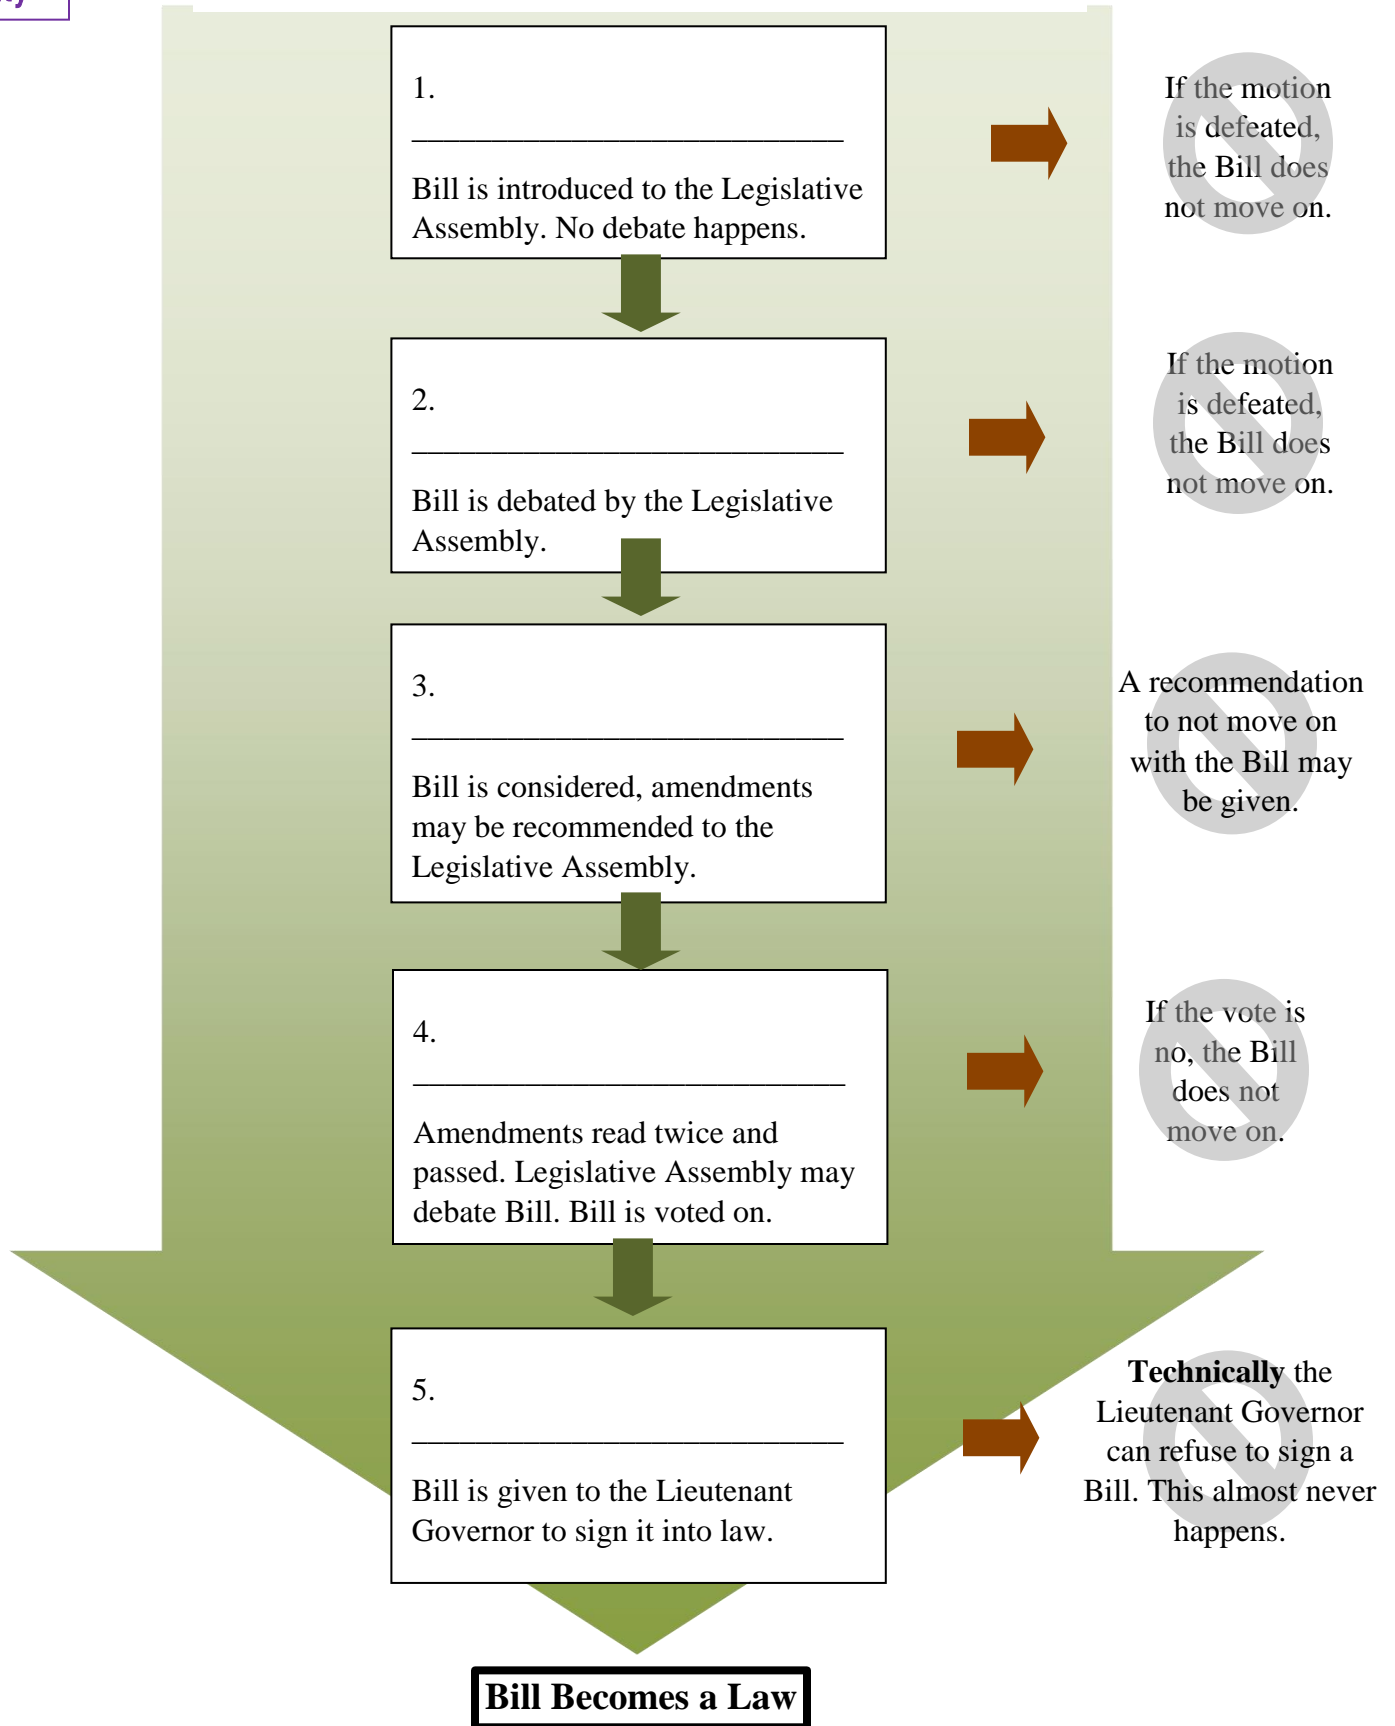 1.
___________________________
Bill is introduced to the Legislative
Assembly. No debate happens.
If the motion
is defeated,
the Bill does
not move on.
2.
___________________________
Bill is debated by the Legislative
Assembly.
If the motion
is defeated,
the Bill does
not move on.
3.
___________________________
Bill is considered, amendments
may be recommended to the
Legislative Assembly.
A recommendation
to not move on
with the Bill may
be given.
4.
___________________________
Amendments read twice and
passed. Legislative Assembly may
debate Bill. Bill is voted on.
If the vote is
no, the Bill
does not
move on.
5.
___________________________
Bill is given to the Lieutenant
Governor to sign it into law.
Technically the
Lieutenant Governor
can refuse to sign a
Bill. This almost never
happens.
Bill Becomes a Law